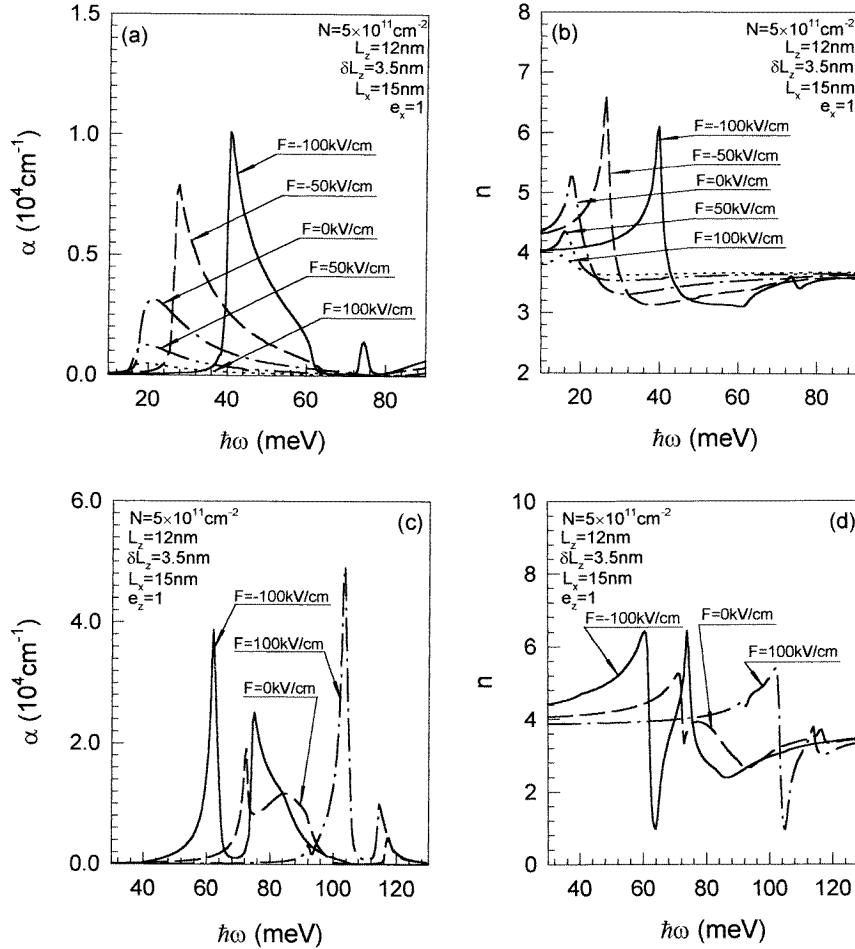 (a)
N=5×10¹¹cm⁻²
L_z=12nm
δL_z=3.5nm
L_x=15nm
e_x=1
F=-100kV/cm
F=-50kV/cm
F=0kV/cm
F=50kV/cm
F=100kV/cm
1.5
1.0
0.5
0.0
α (10⁴cm⁻¹)
20 40 60 80
ħω (meV)
(b)
N=5×10¹¹cm⁻²
L_z=12nm
δL_z=3.5nm
L_x=15nm
e_x=1
F=-100kV/cm
F=-50kV/cm
F=0kV/cm
F=50kV/cm
F=100kV/cm
8
7
6
5
4
3
2
n
20 40 60 80
ħω (meV)
(c)
N=5×10¹¹cm⁻²
L_z=12nm
δL_z=3.5nm
L_x=15nm
e_z=1
F=-100kV/cm
F=100kV/cm
F=0kV/cm
6.0
4.0
2.0
0.0
α (10⁴cm⁻¹)
40 60 80 100 120
ħω (meV)
(d)
N=5×10¹¹cm⁻²
L_z=12nm
δL_z=3.5nm
L_x=15nm
e_z=1
F=-100kV/cm
F=0kV/cm
F=100kV/cm
10
8
6
4
2
0
n
40 60 80 100 120
ħω (meV)